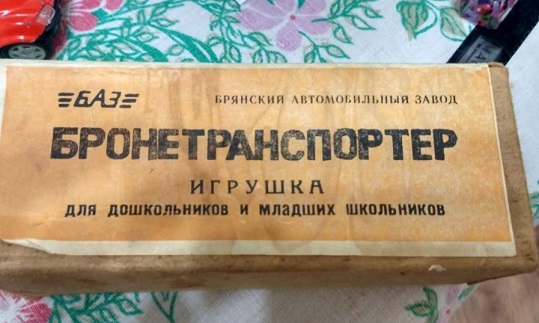 БАЗ БРЯНСКИЙ АВТОМОБИЛЬНЫЙ ЗАВОД
БРОНЕТРАНСПОРТЕР
ИГРУШКА
ДЛЯ ДОШКОЛЬНИКОВ И МЛАДШИХ ШКОЛЬНИКОВ